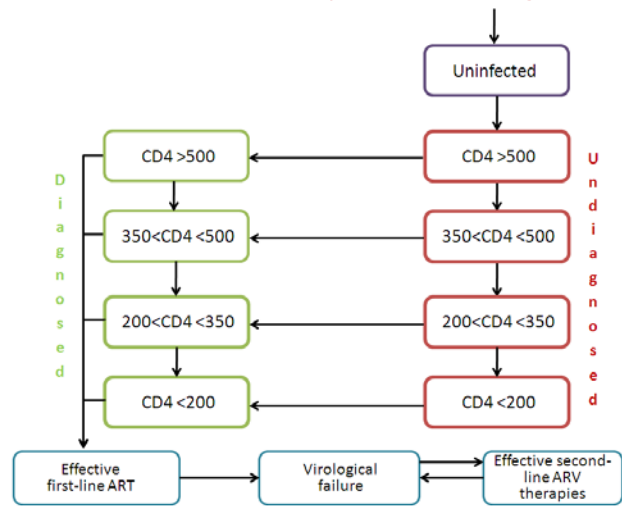 Uninfected
CD4 >500
CD4 >500
350<CD4 <500
350<CD4 <500
200<CD4 <350
200<CD4 <350
CD4 <200
CD4 <200
Diagnosed
Undiagnosed
Effective
first-line ART
Virological
failure
Effective second-
line ARV
therapies